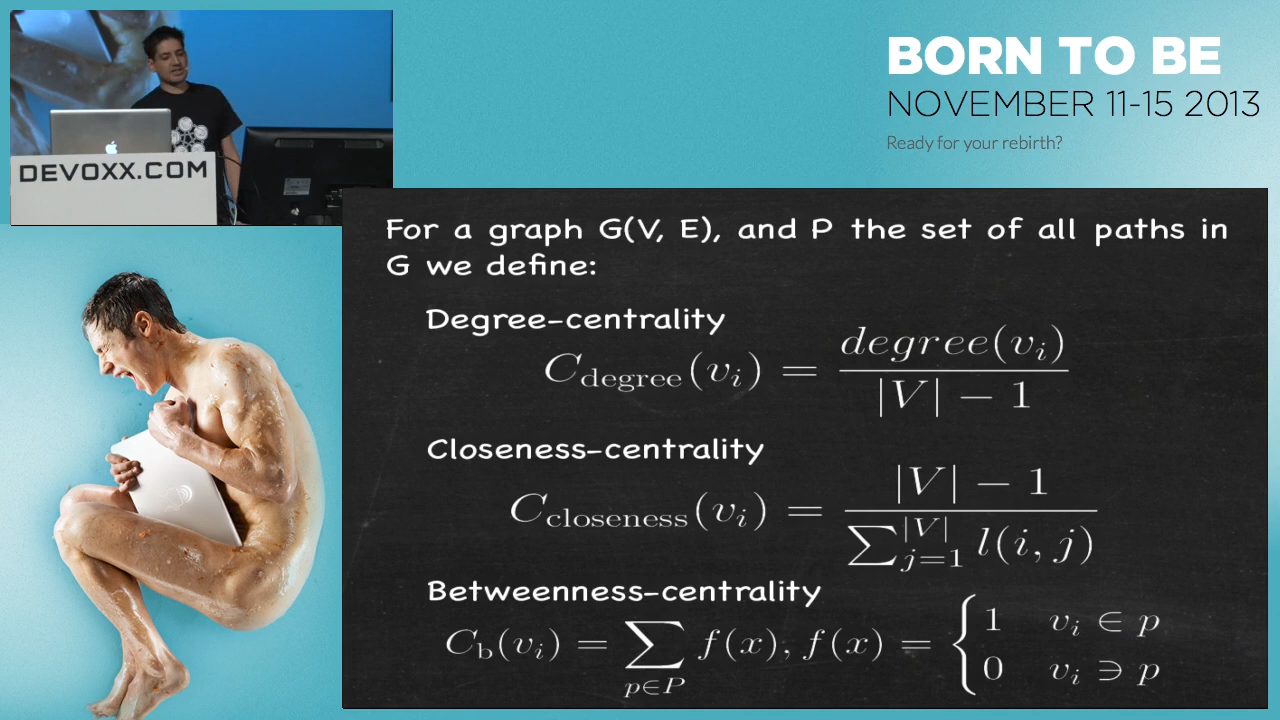 DEVOXX.COM
BORN TO BE
NOVEMBER 11-15 2013
Ready for your rebirth?
For a graph G(V, E), and P the set of all paths in
G we define:
Degree-centrality
C_degree(v_i) = degree(v_i) / |V| − 1
Closeness-centrality
C_closeness(v_i) = |V| − 1 / ∑_{j=1}^{|V|} l(i, j)
Betweenness-centrality
C_b(v_i) = ∑_{p∈P} f(x), f(x) = { 1 v_i ∈ p
0 v_i ∋ p